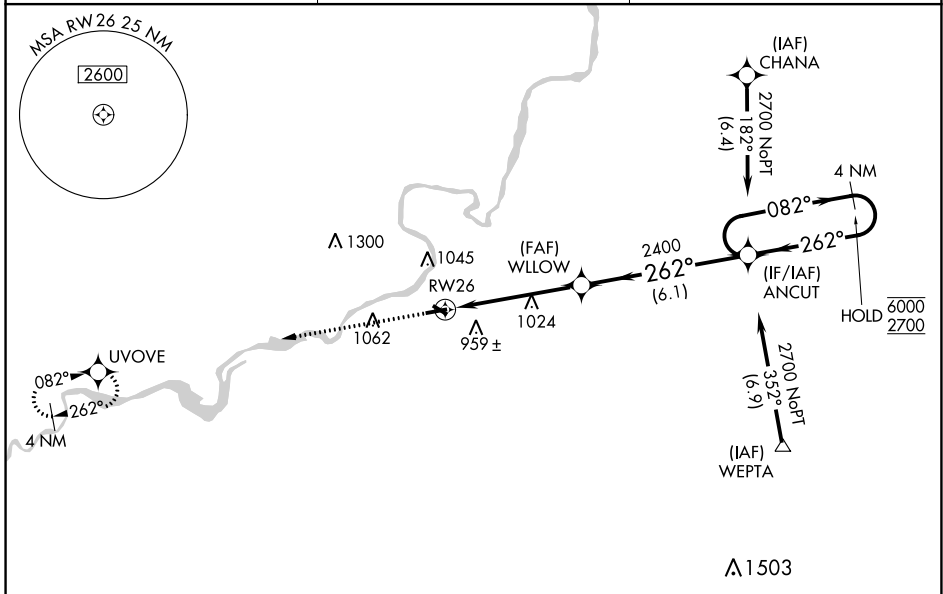 MSA RW26 25 NM
2600
(IAF)
CHANA
2700 NoPT
182°
(6.4)
4 NM
082°
262°
(IF/IAF)
ANCUT
HOLD
6000
2700
2400
262°
(6.1)
(FAF)
WLLOW
1300
1045
RW26
1024
1062
959 ±
UVOVE
082°
262°
4 NM
2700 NoPT
352°
(6.9)
(IAF)
WEPTA
1503